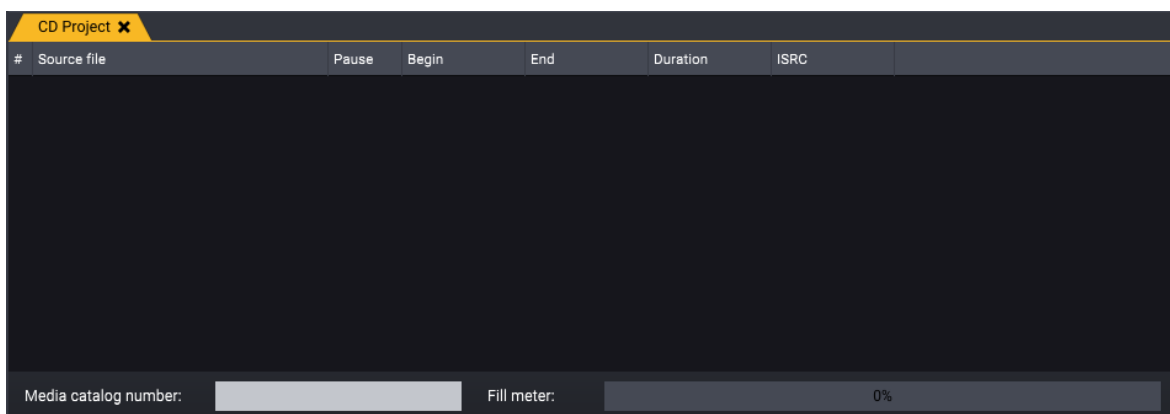 CD Project
# Source file Pause Begin End Duration ISRC
Media catalog number: Fill meter: 0%